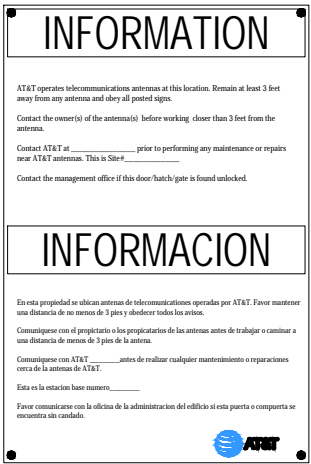 INFORMATION
AT&T operates telecommunications antennas at this location. Remain at least 3 feet
away from any antenna and obey all posted signs.
Contact the owner(s) of the antenna(s) before working closer than 3 feet from the
antenna.
Contact AT&T at ________________ prior to performing any maintenance or repairs
near AT&T antennas. This is Site#______________
Contact the management office if this door/hatch/gate is found unlocked.
INFORMACION
En esta propiedad se ubican antenas de telecomunicationes operadas por AT&T. Favor mantener
una distancia de no menos de 3 pies y obedecer todos los avisos.
Comuniquese con el propictario o los propicatarios de las antenas antes de trabajar o caminar a
una distancia de menos de 3 pies de la antena.
Comuniquese con AT&T ________antes de realizar cualquier mantenimiento o reparaciones
cerca de la antenas de AT&T.
Esta es la estacion base numero________
Favor comunicarse con la oficina de la administracion del edificio si esta puerta o compuerta se
encuentra sin candado.
AT&T